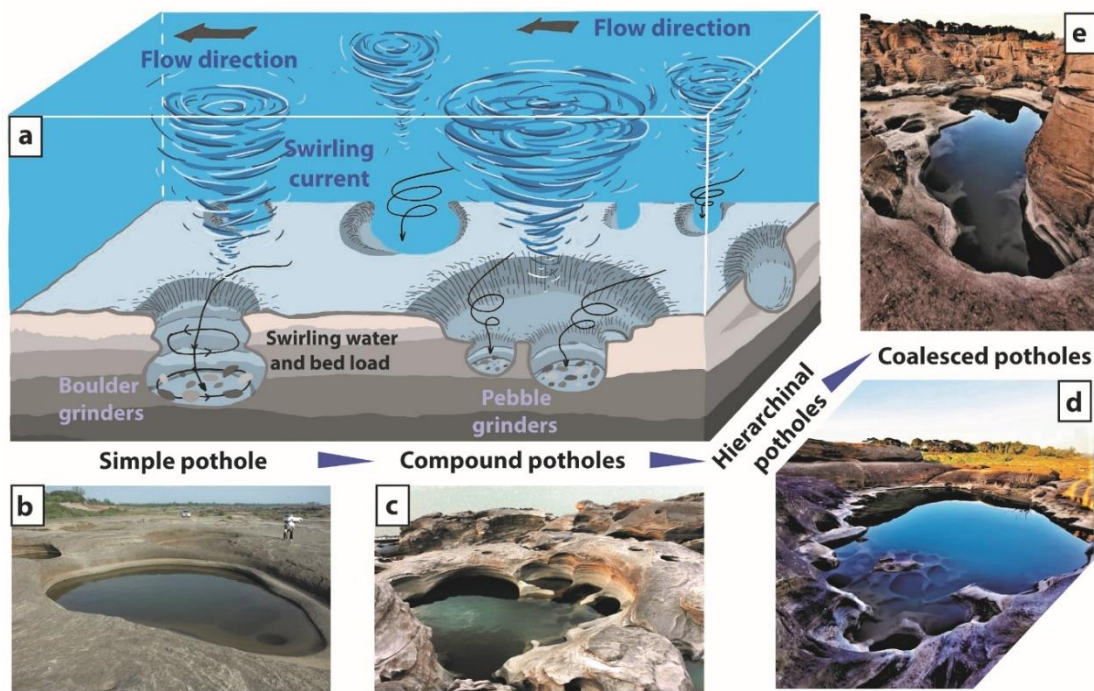 Flow direction
Flow direction
e
a
Swirling
current
Swirling water
and bed load
Boulder
grinders
Pebble
grinders
Hierarchinal
potholes
Coalesced potholes
d
Simple pothole
Compound potholes
b
c